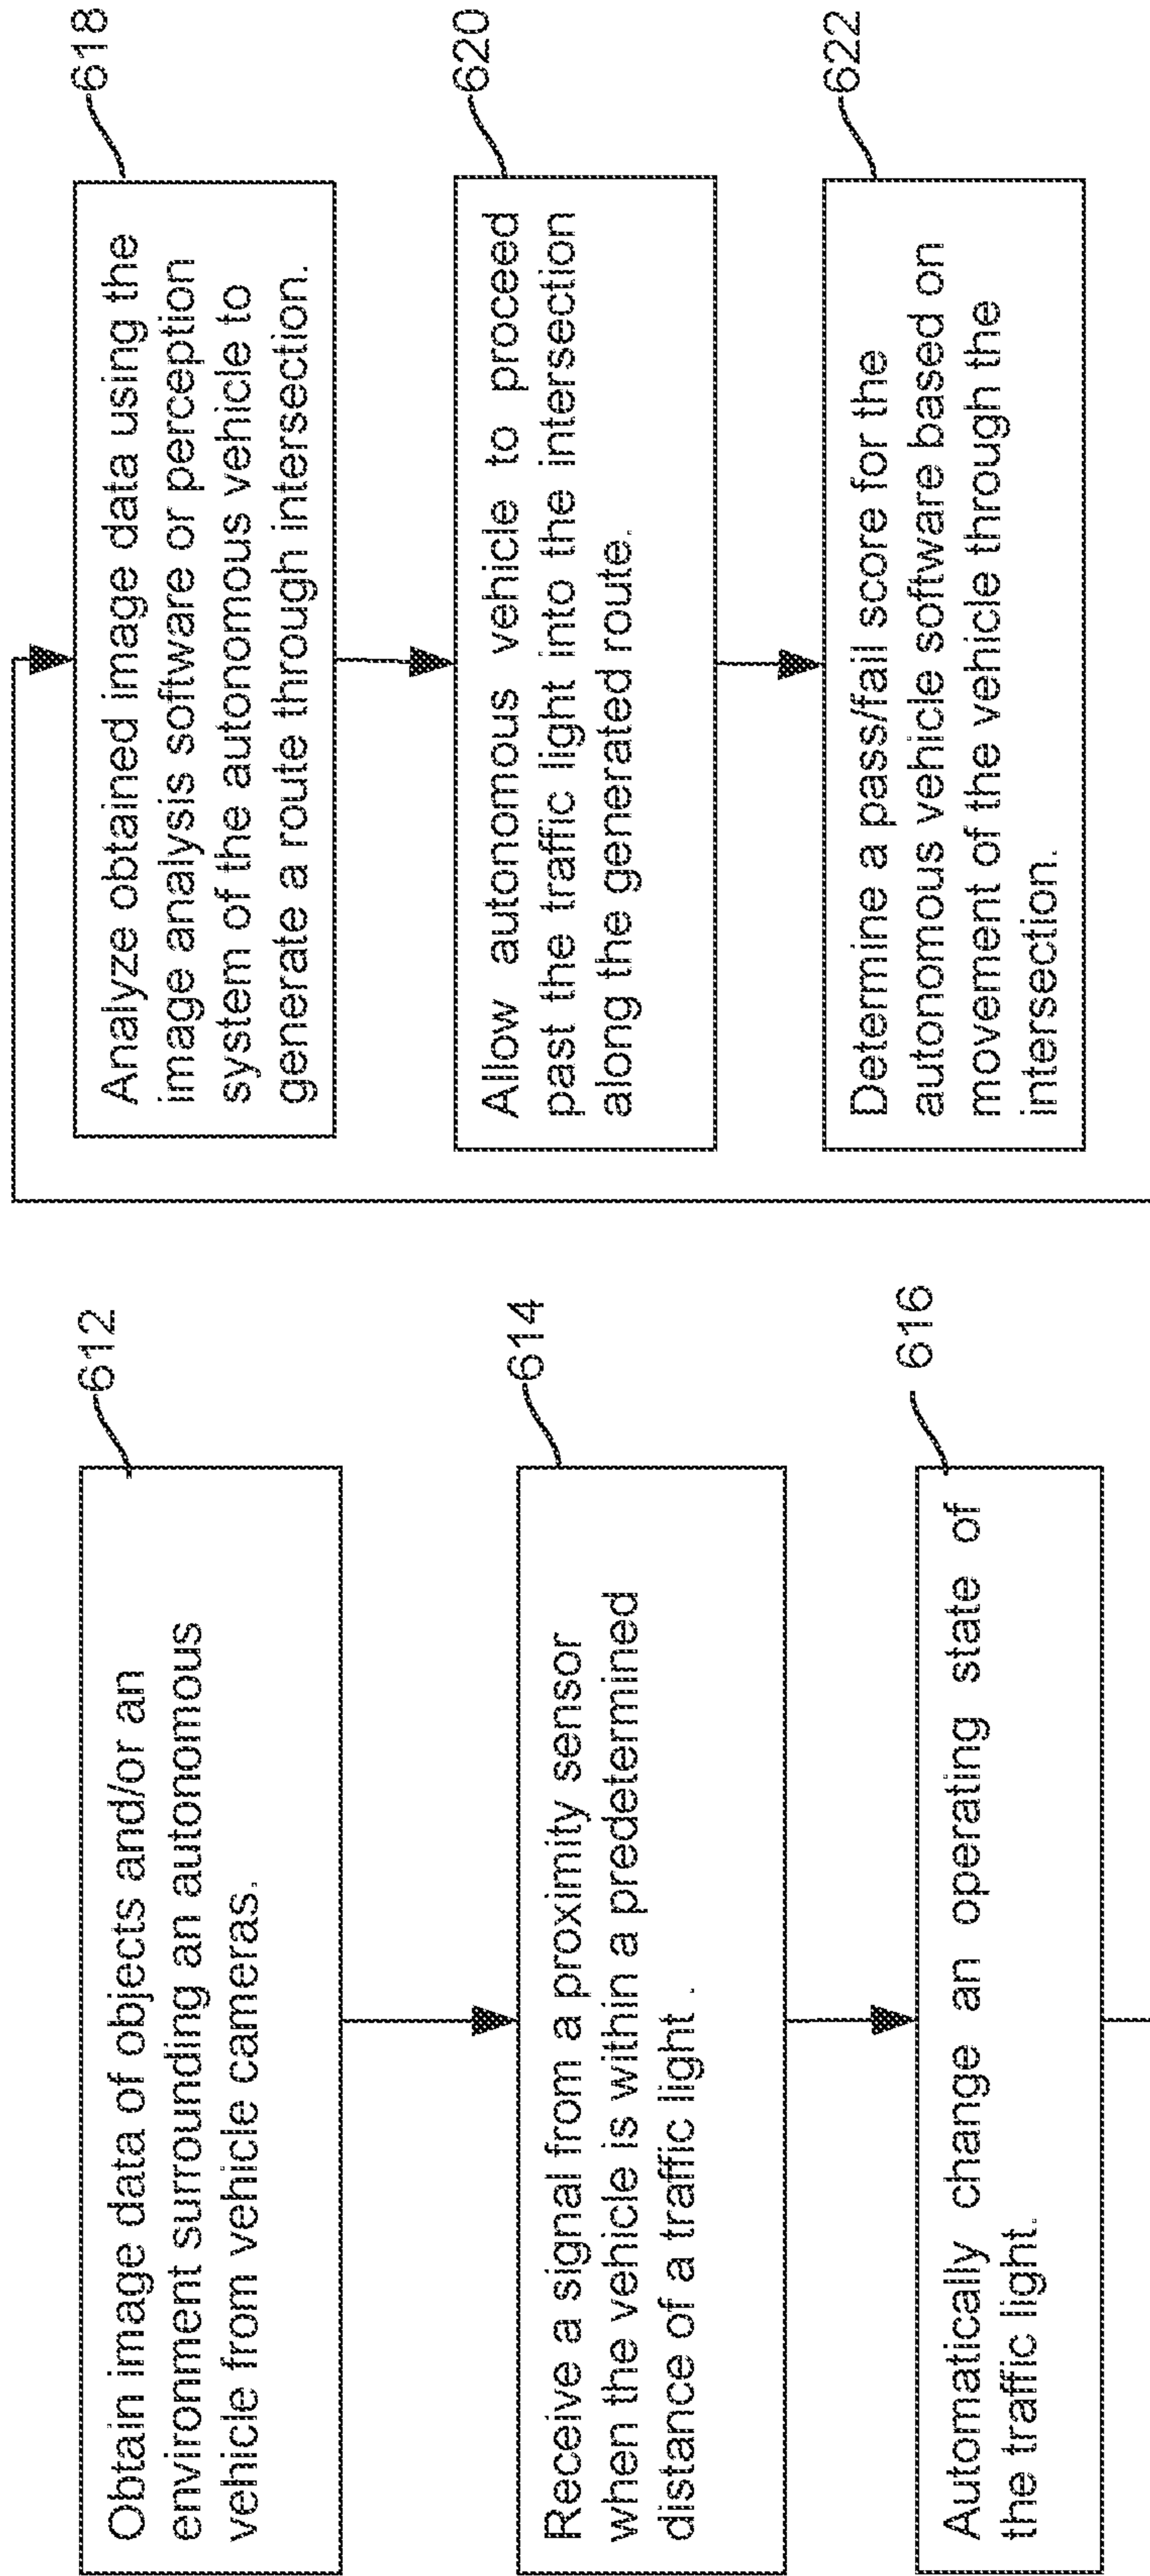 612
Obtain image data of objects and/or an
environment surrounding an autonomous
vehicle from vehicle cameras.
614
Receive a signal from a proximity sensor
when the vehicle is within a predetermined
distance of a traffic light .
616
Automatically change an operating state of
the traffic light.
618
Analyze obtained image data using the
image analysis software or perception
system of the autonomous vehicle to
generate a route through intersection.
620
Allow autonomous vehicle to proceed
past the traffic light into the intersection
along the generated route.
622
Determine a pass/fail score for the
autonomous vehicle software based on
movement of the vehicle through the
intersection.